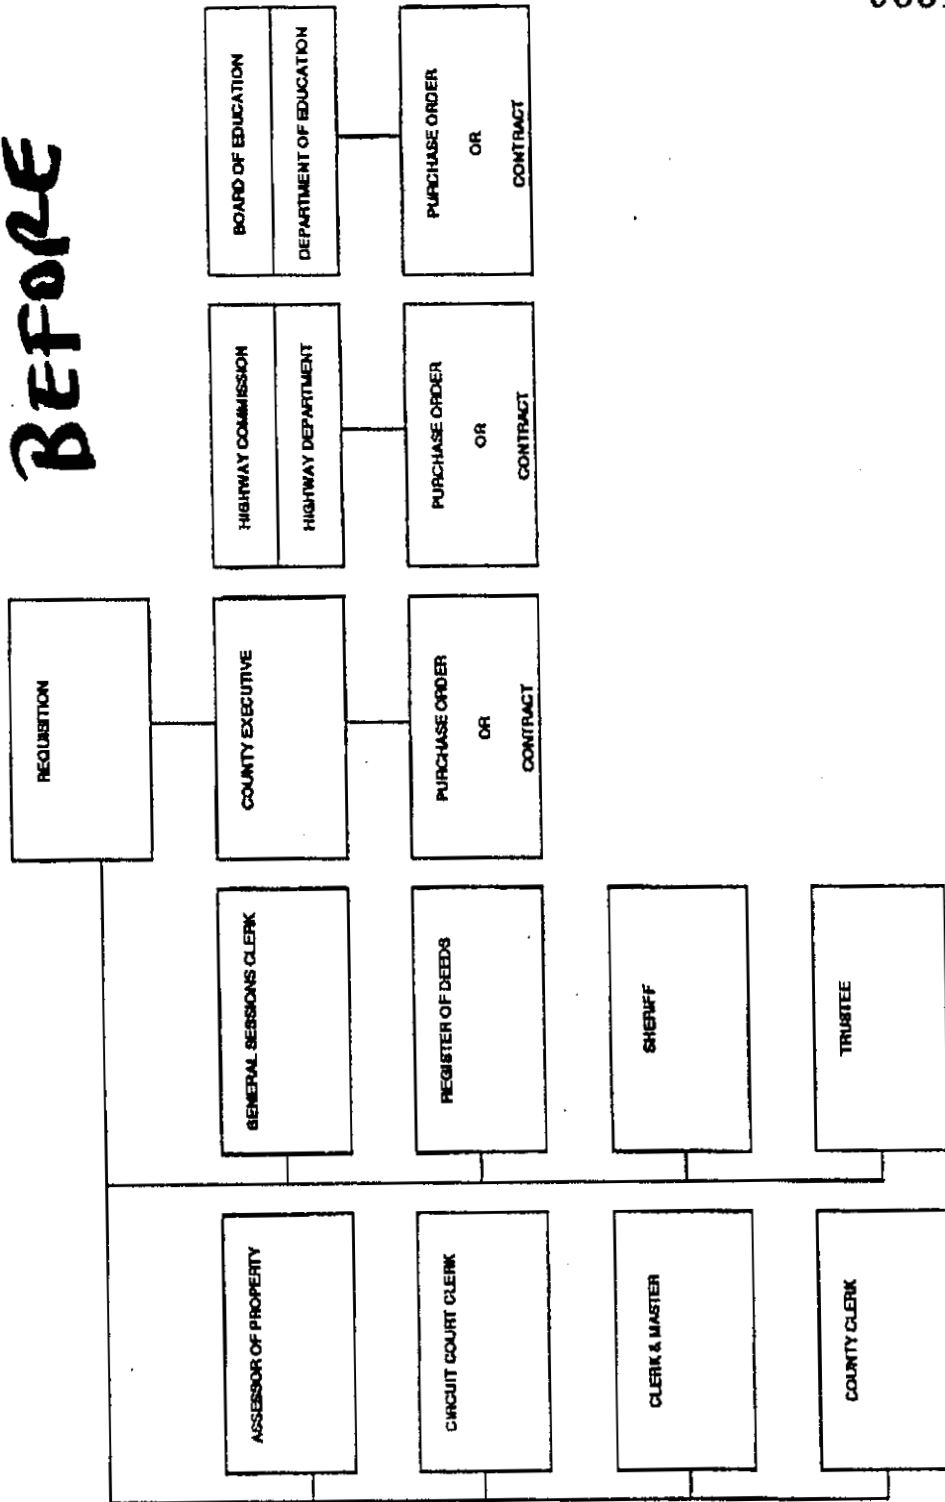 BEFORE
REQUISITION
ASSESSOR OF PROPERTY
GENERAL SESSIONS CLERK
COUNTY EXECUTIVE
HIGHWAY COMMISSION
HIGHWAY DEPARTMENT
BOARD OF EDUCATION
DEPARTMENT OF EDUCATION
CIRCUIT COURT CLERK
REGISTER OF DEEDS
PURCHASE ORDER
OR
CONTRACT
PURCHASE ORDER
OR
CONTRACT
PURCHASE ORDER
OR
CONTRACT
CLERK & MASTER
SHERIFF
COUNTY CLERK
TRUSTEE